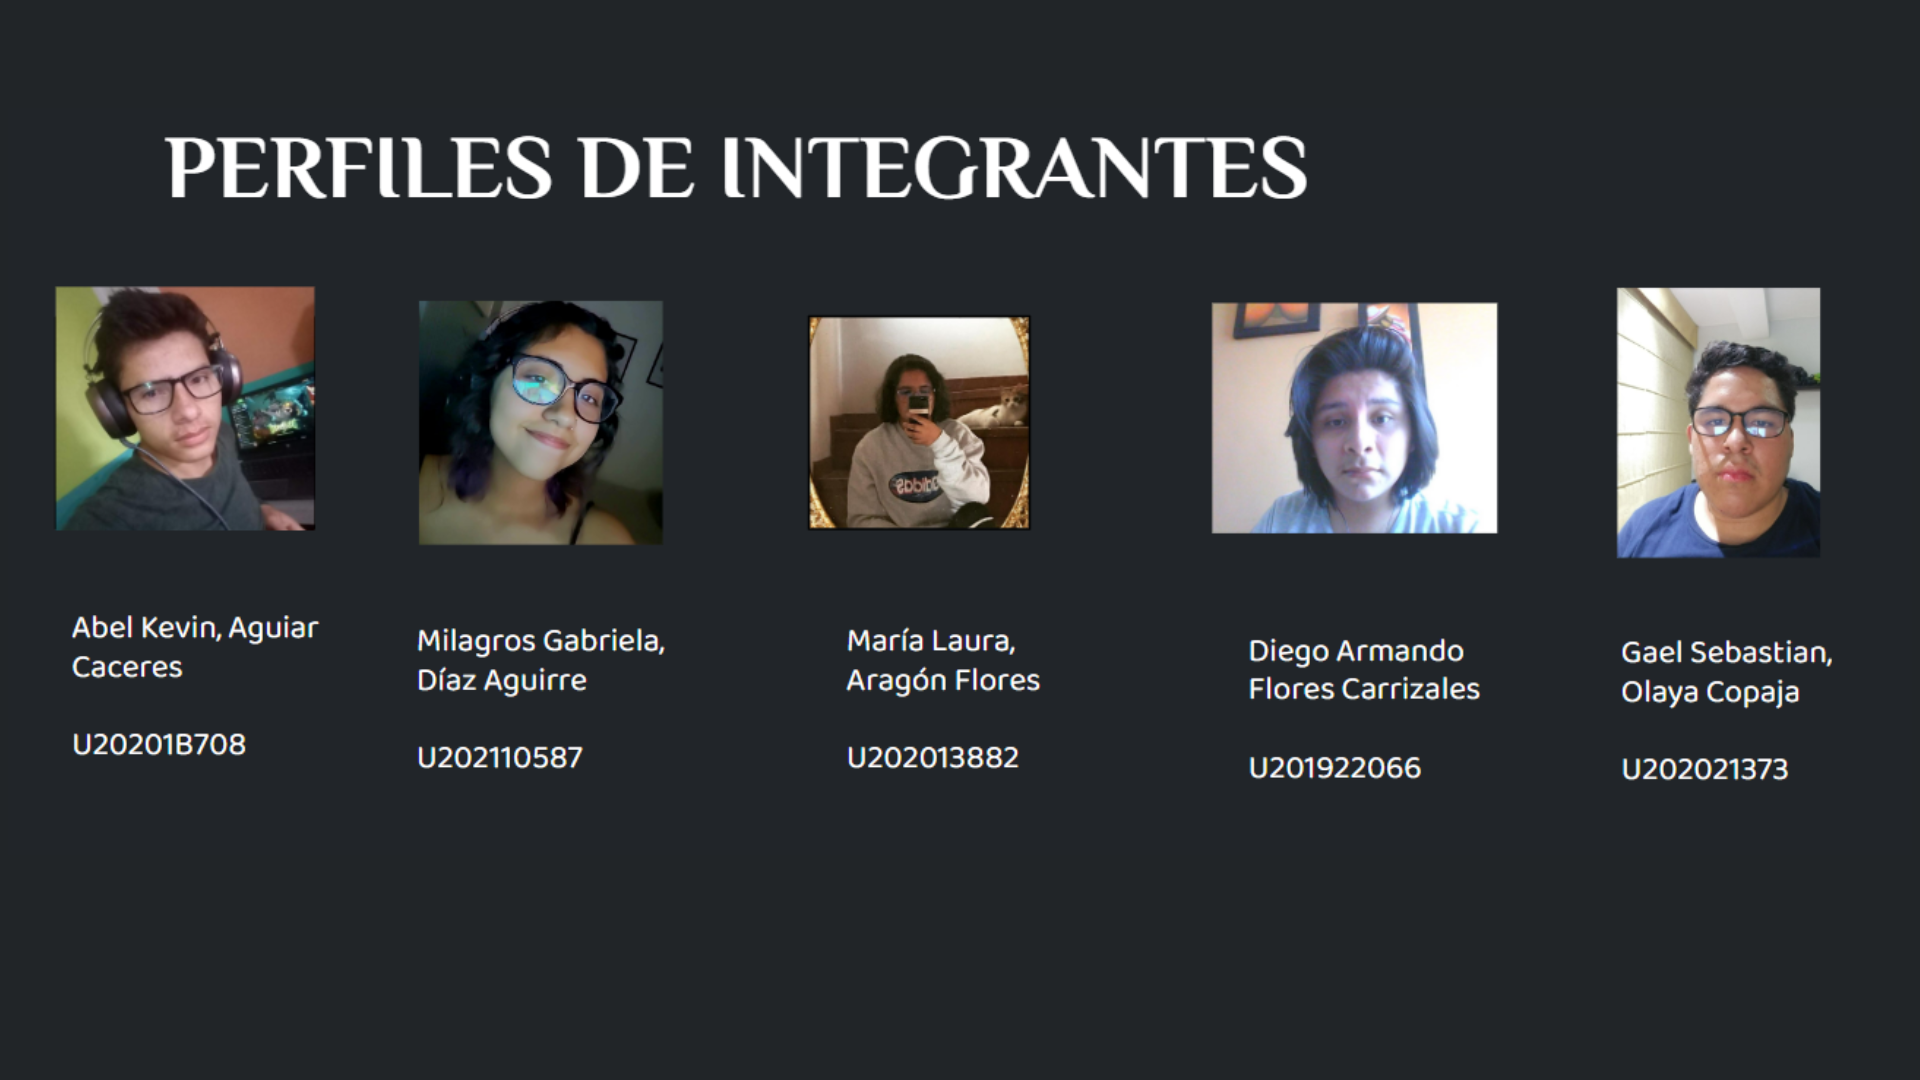 PERFILES DE INTEGRANTES
Abel Kevin, Aguiar
Caceres
U20201B708
Milagros Gabriela,
Díaz Aguirre
U202110587
adidas
María Laura,
Aragón Flores
U202013882
Diego Armando
Flores Carrizales
U201922066
Gael Sebastian,
Olaya Copaja
U202021373